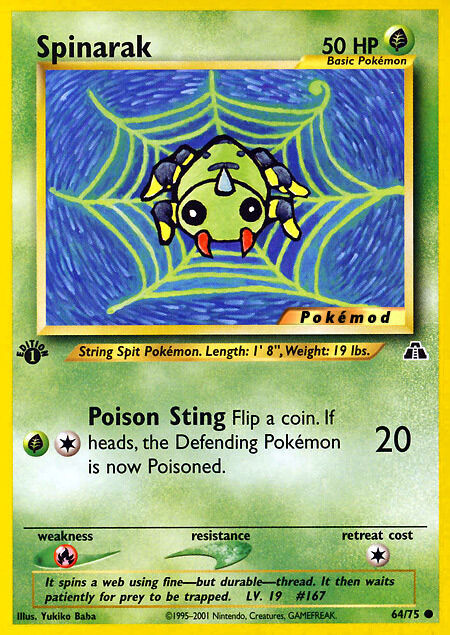 Spinarak
50 HP
Basic Pokémon
Pokémod
EDITION
1
String Spit Pokémon. Length: 1' 8", Weight: 19 lbs.
Poison Sting Flip a coin. If
heads, the Defending Pokémon
is now Poisoned.
20
weakness
resistance
retreat cost
It spins a web using fine—but durable—thread. It then waits
patiently for prey to be trapped. LV. 19 #167
Illus. Yukiko Baba
©1995–2001 Nintendo, Creatures, GAMEFREAK.
64/75